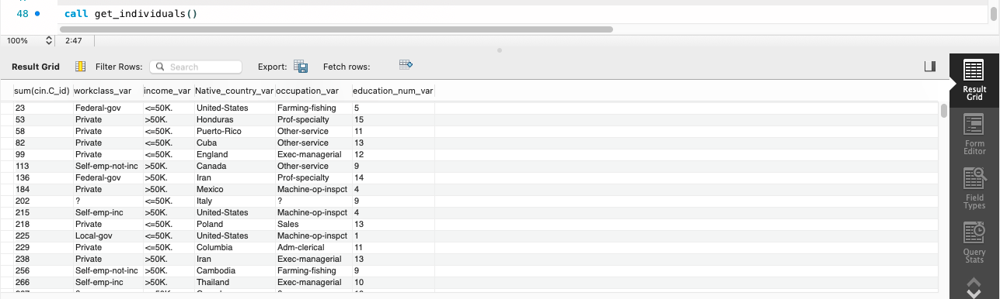 48 call get_individuals()
100% 2:47
Result Grid Filter Rows: Search Export: Fetch rows:
sum(cin.C_id) workclass_var income_var Native_country_var occupation_var education_num_var
23 Federal-gov <=50K. United-States Farming-fishing 5
53 Private >50K. Honduras Prof-specialty 15
58 Private <=50K. Puerto-Rico Other-service 11
82 Private <=50K. Cuba Other-service 13
99 Private <=50K. England Exec-managerial 12
113 Self-emp-not-inc >50K. Canada Other-service 9
136 Federal-gov >50K. Iran Prof-specialty 14
184 Private >50K. Mexico Machine-op-inspct 4
202 ? <=50K. Italy ? 9
215 Self-emp-inc >50K. United-States Machine-op-inspct 4
218 Private <=50K. Poland Sales 13
225 Local-gov <=50K. United-States Machine-op-inspct 1
229 Private <=50K. Columbia Adm-clerical 11
238 Private >50K. Iran Exec-managerial 13
256 Self-emp-not-inc >50K. Cambodia Farming-fishing 9
266 Self-emp-inc >50K. Thailand Exec-managerial 10
Result
Grid
Form
Editor
Field
Types
Query
Stats